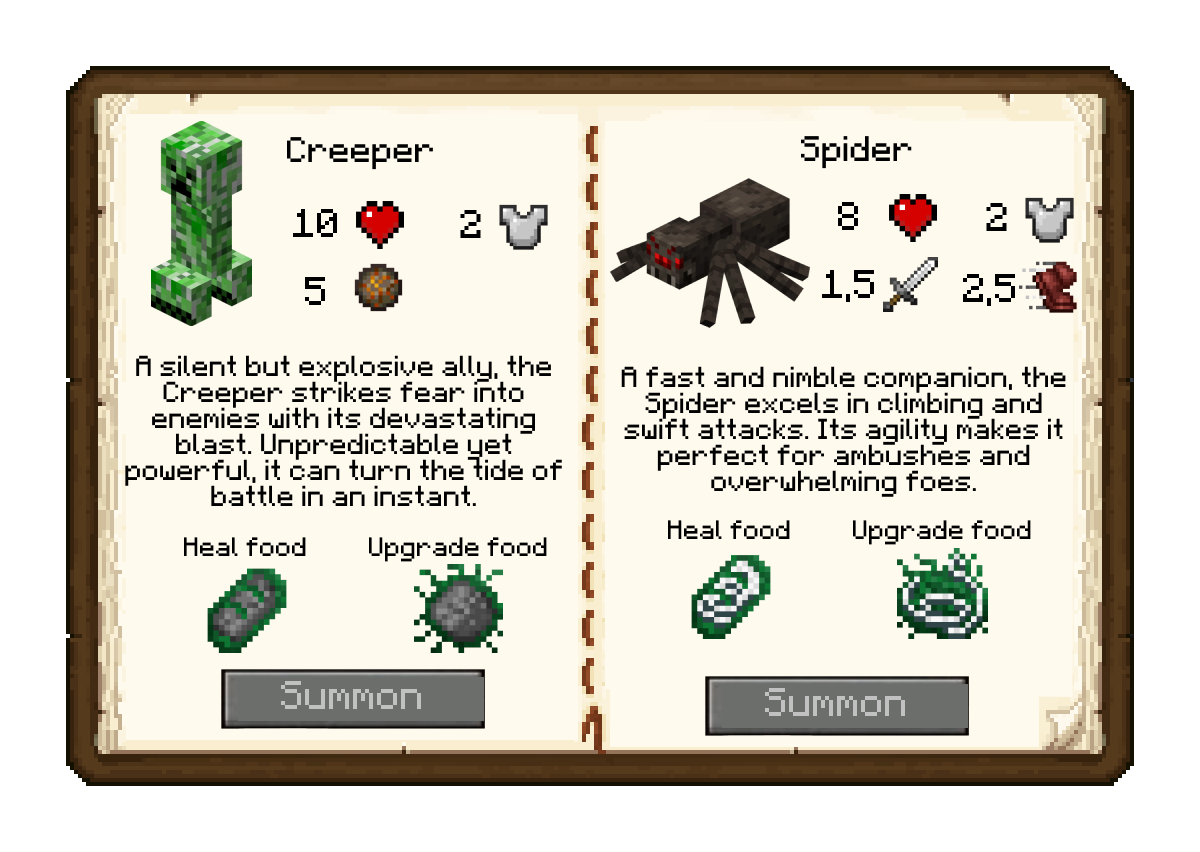 Creeper
10
2
5
A silent but explosive ally, the
Creeper strikes fear into
enemies with its devastating
blast. Unpredictable yet
powerful, it can turn the tide of
battle in an instant.
Heal food
Upgrade food
Summon
Spider
8
2
1,5
2,5
A fast and nimble companion, the
Spider excels in climbing and
swift attacks. Its agility makes it
perfect for ambushes and
overwhelming foes.
Heal food
Upgrade food
Summon